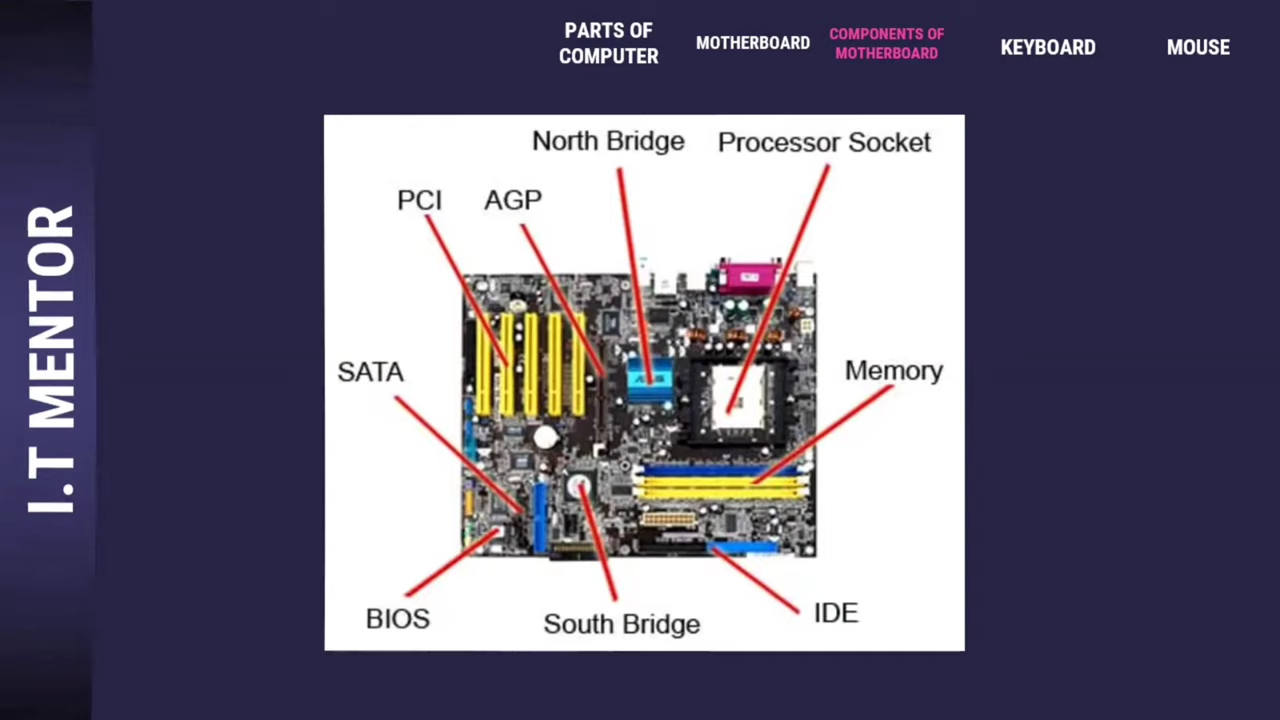 PARTS OF
COMPUTER
MOTHERBOARD
COMPONENTS OF
MOTHERBOARD
KEYBOARD
MOUSE
I.T MENTOR
North Bridge
Processor Socket
PCI
AGP
SATA
Memory
BIOS
South Bridge
IDE